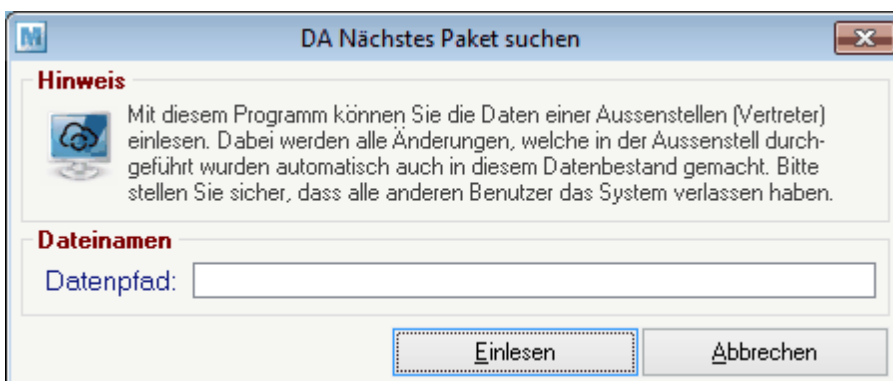 M
DA Nächstes Paket suchen
Hinweis
Mit diesem Programm können Sie die Daten einer Aussenstellen (Vertreter)
einlesen. Dabei werden alle Änderungen, welche in der Aussenstell durch-
geführt wurden automatisch auch in diesem Datenbestand gemacht. Bitte
stellen Sie sicher, dass alle anderen Benutzer das System verlassen haben.
Dateinamen
Datenpfad:
Einlesen
Abbrechen